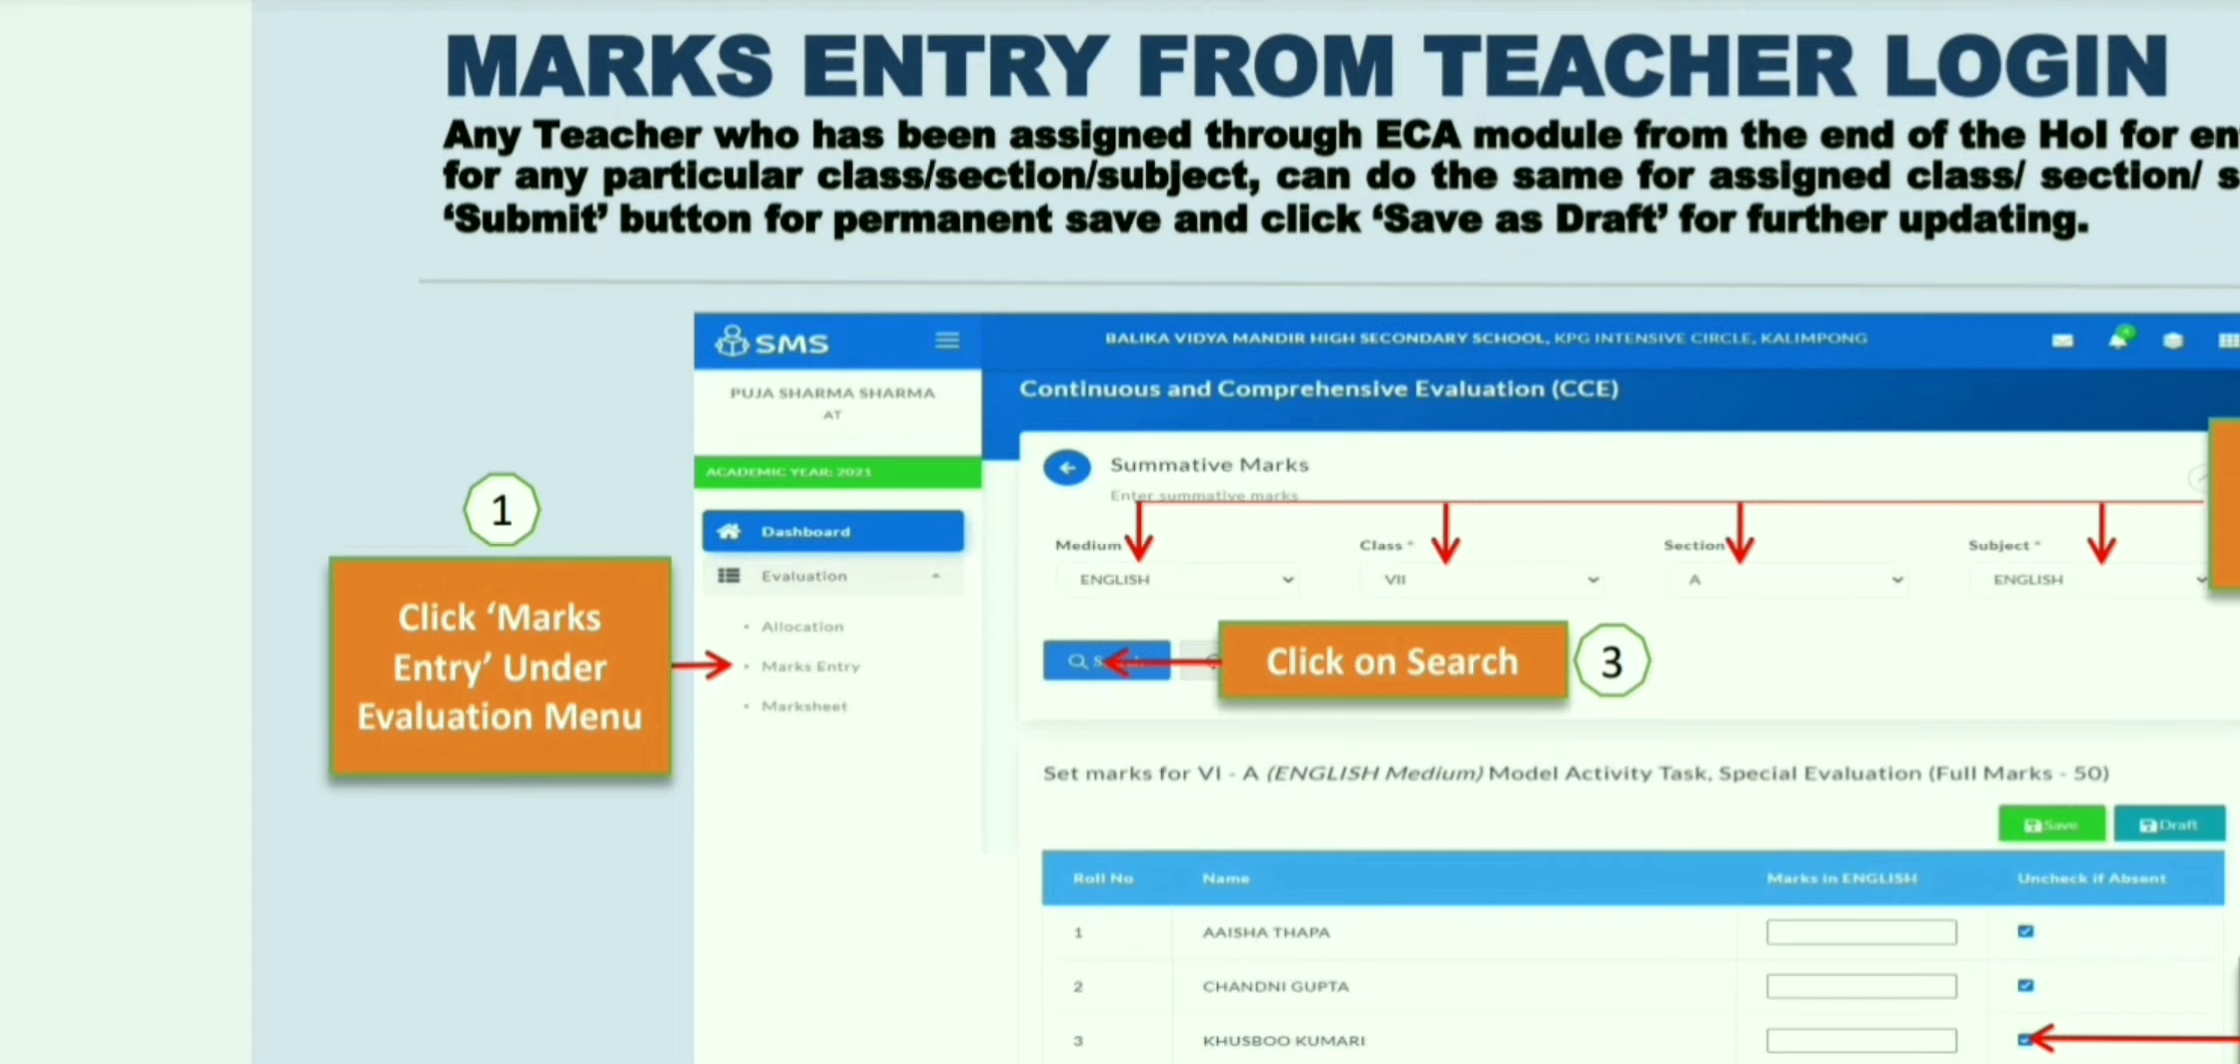 MARKS ENTRY FROM TEACHER LOGIN
Any Teacher who has been assigned through ECA module from the end of the HoI for en
for any particular class/section/subject, can do the same for assigned class/ section/ s
‘Submit’ button for permanent save and click ‘Save as Draft’ for further updating.
SMS
BALIKA VIDYA MANDIR HIGH SECONDARY SCHOOL, KPG INTENSIVE CIRCLE, KALIMPONG
PUJA SHARMA SHARMA
AT
Continuous and Comprehensive Evaluation (CCE)
ACADEMIC YEAR: 2021
Summative Marks
Enter summative marks
1
Dashboard
Medium Class * Section Subject *
Evaluation
ENGLISH VII A ENGLISH
Click ‘Marks
Entry’ Under
Evaluation Menu
Allocation
Marks Entry
Marksheet
Click on Search 3
Set marks for VI - A (ENGLISH Medium) Model Activity Task, Special Evaluation (Full Marks - 50)
Save Draft
Roll No Name Marks in ENGLISH Uncheck if Absent
1 AAISHA THAPA
2 CHANDNI GUPTA
3 KHUSBOO KUMARI